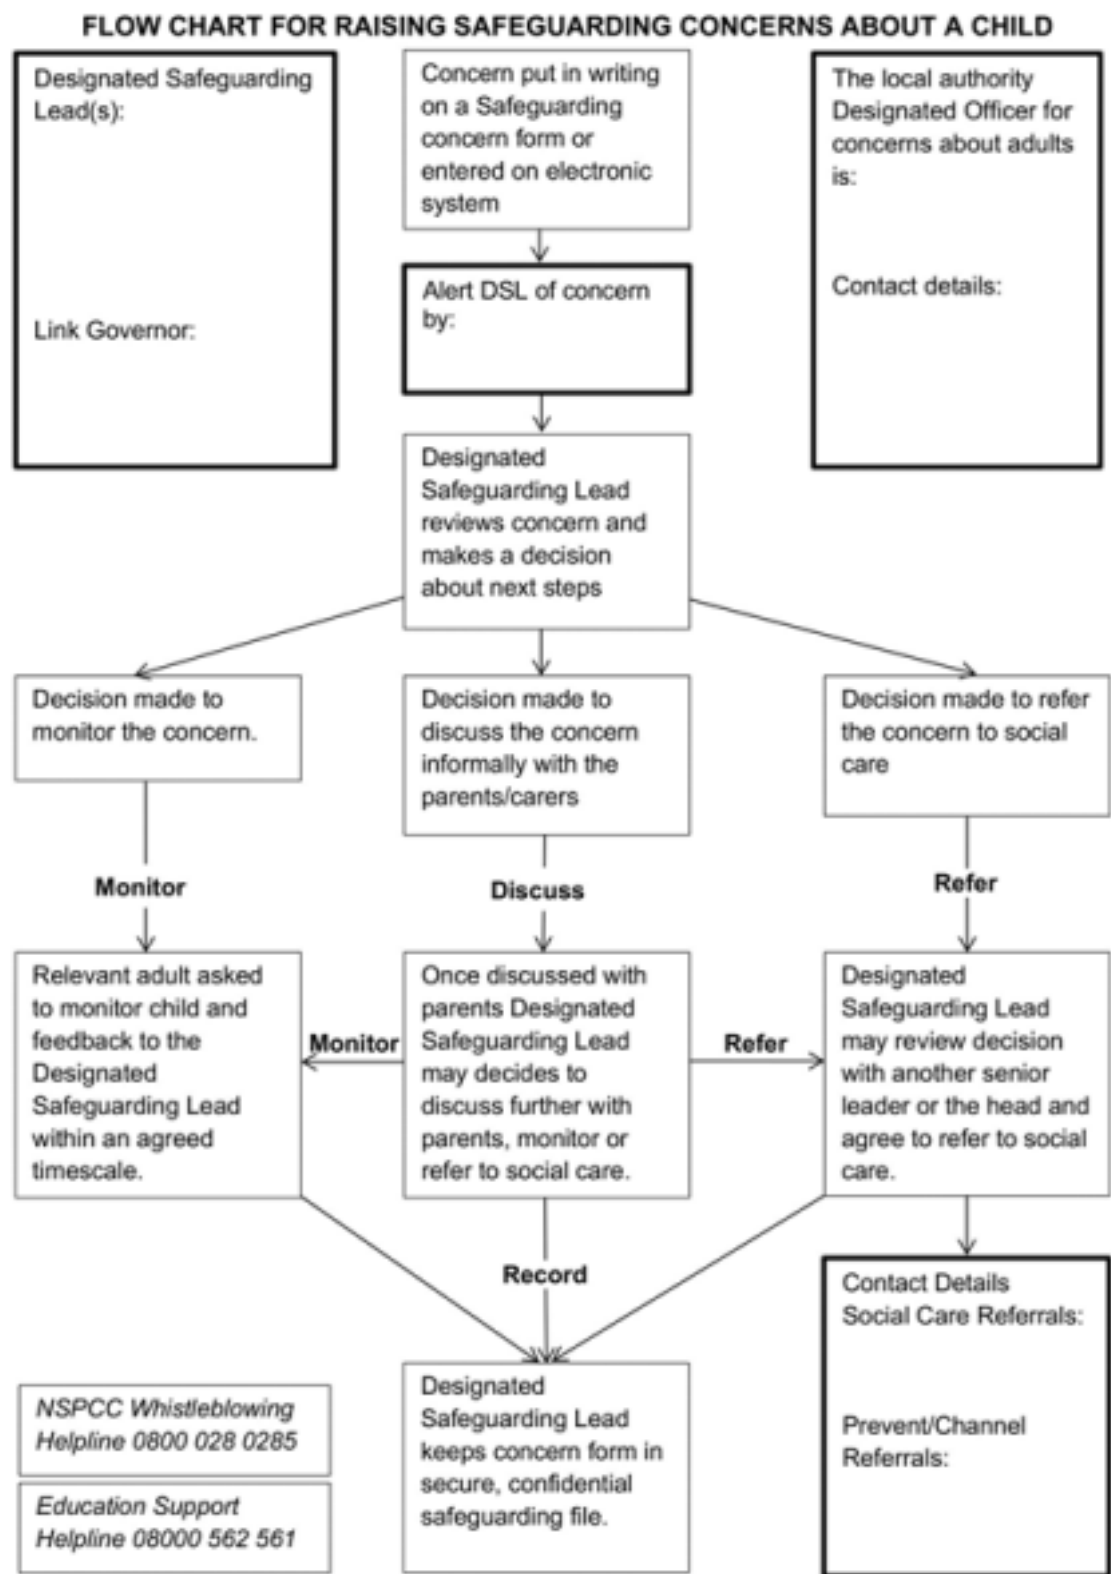 FLOW CHART FOR RAISING SAFEGUARDING CONCERNS ABOUT A CHILD
Designated Safeguarding
Lead(s):
Link Governor:
Concern put in writing
on a Safeguarding
concern form or
entered on electronic
system
The local authority
Designated Officer for
concerns about adults
is:
Contact details:
Alert DSL of concern
by:
Designated
Safeguarding Lead
reviews concern and
makes a decision
about next steps
Decision made to
monitor the concern.
Decision made to
discuss the concern
informally with the
parents/carers
Decision made to refer
the concern to social
care
Monitor
Discuss
Refer
Relevant adult asked
to monitor child and
feedback to the
Designated
Safeguarding Lead
within an agreed
timescale.
Monitor
Once discussed with
parents Designated
Safeguarding Lead
may decides to
discuss further with
parents, monitor or
refer to social care.
Refer
Designated
Safeguarding Lead
may review decision
with another senior
leader or the head and
agree to refer to social
care.
Record
Contact Details
Social Care Referrals:
Prevent/Channel
Referrals:
Designated
Safeguarding Lead
keeps concern form in
secure, confidential
safeguarding file.
NSPCC Whistleblowing
Helpline 0800 028 0285
Education Support
Helpline 08000 562 561